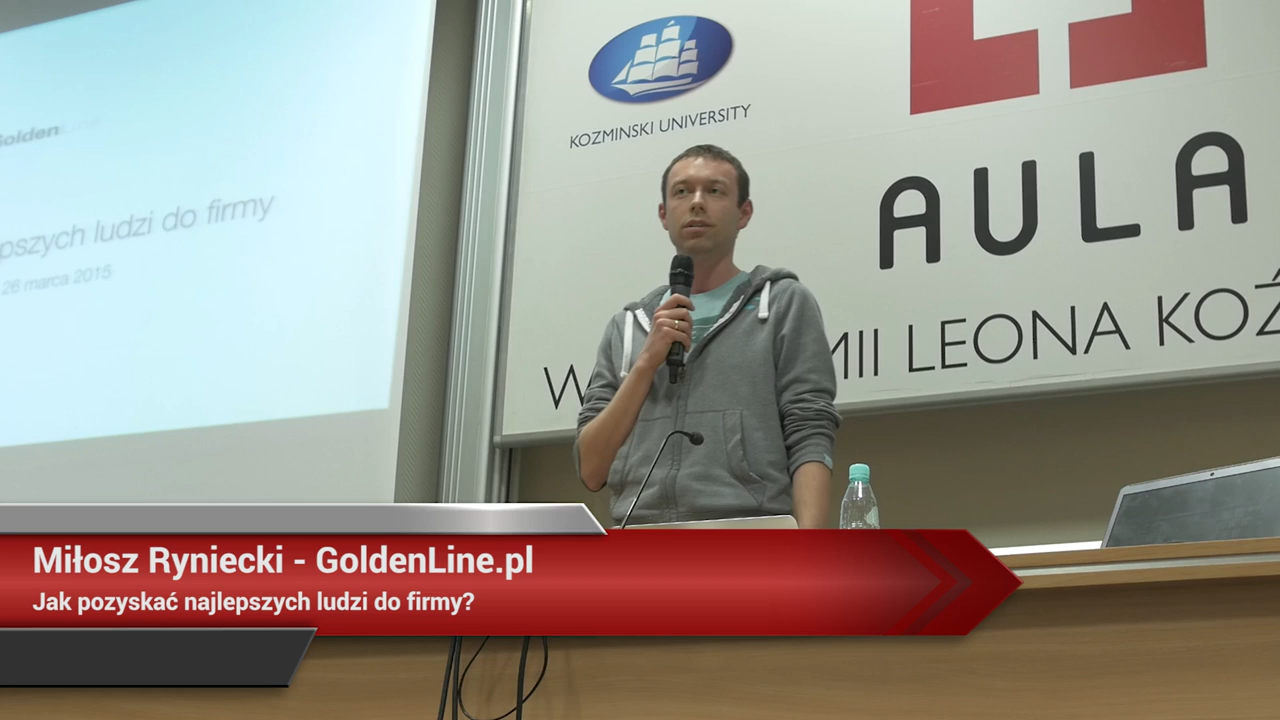 Golden
pszych ludzi do firmy
26 marca 2015
KOZMINSKI UNIVERSITY
AULA
W MII LEONA KOŹ
Miłosz Ryniecki - GoldenLine.pl
Jak pozyskać najlepszych ludzi do firmy?